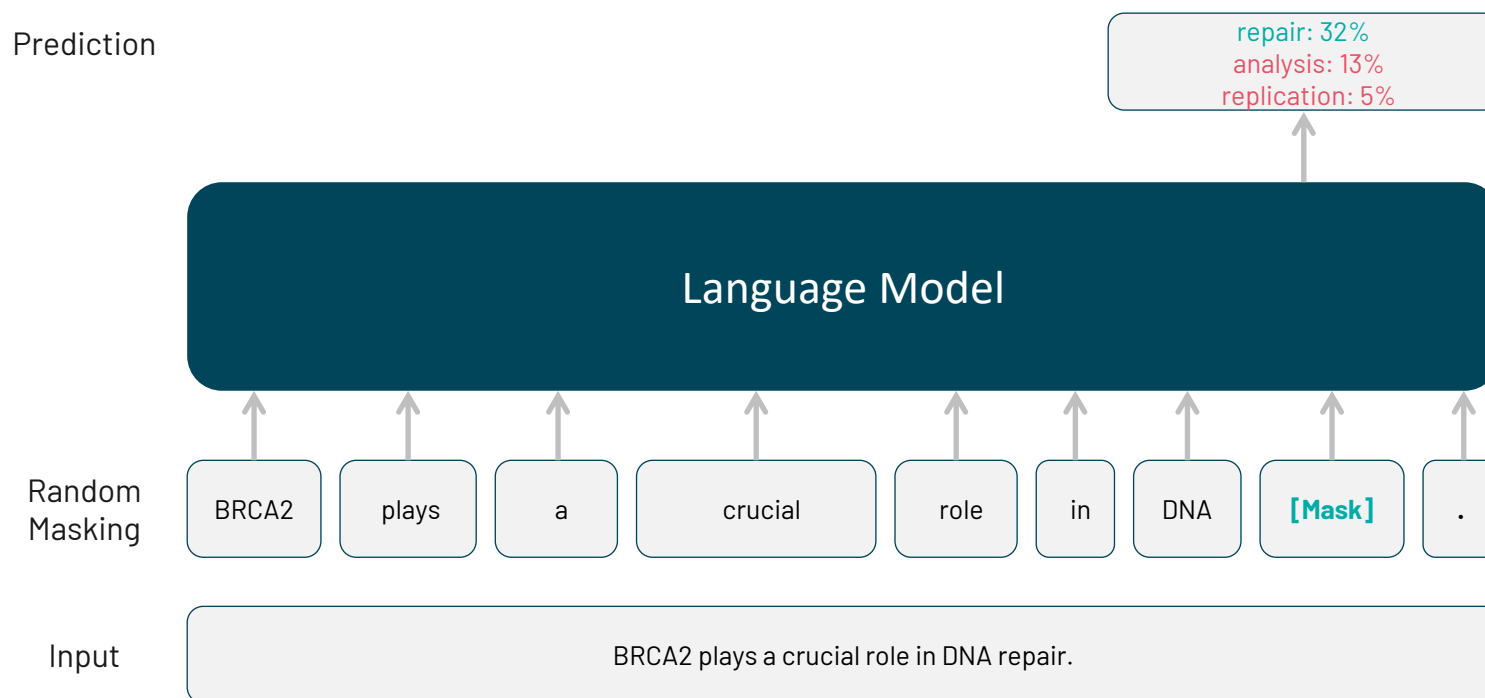 Prediction
repair: 32%
analysis: 13%
replication: 5%
Language Model
Random
Masking
BRCA2 plays a crucial role in DNA [Mask] .
Input
BRCA2 plays a crucial role in DNA repair.